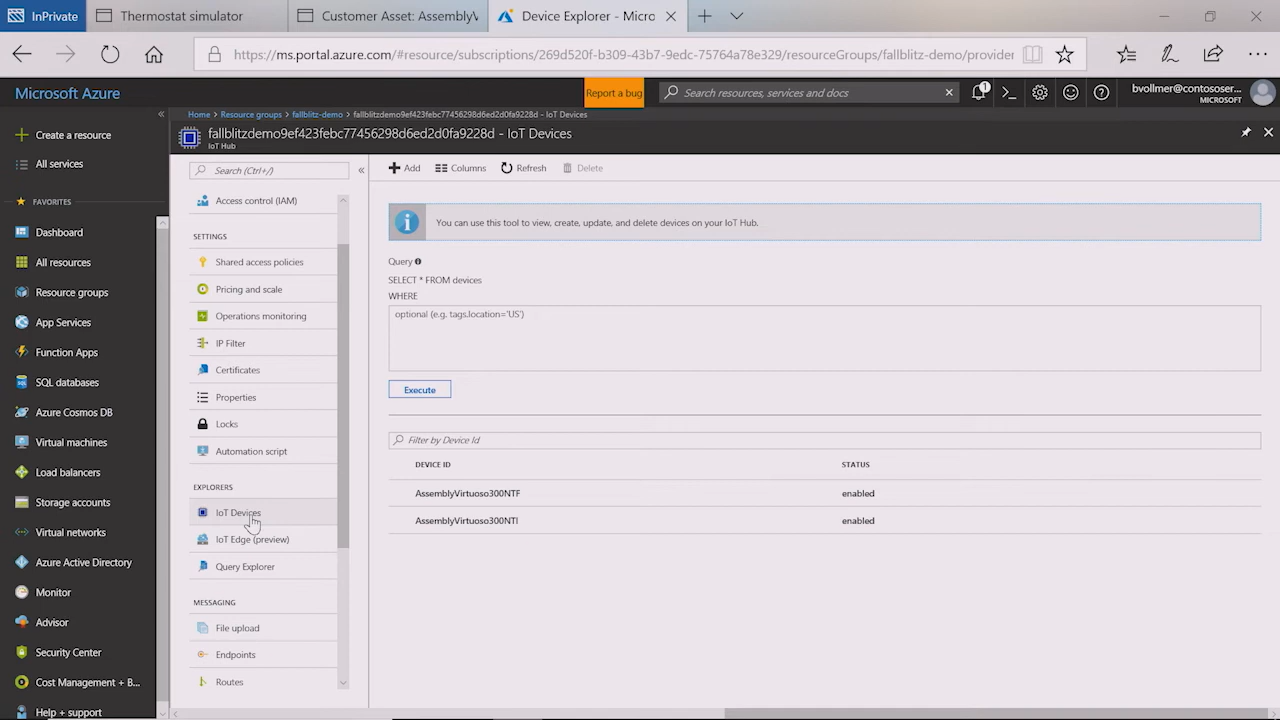 InPrivate
Thermostat simulator
Customer Asset: AssemblyV
Device Explorer - Micro
https://ms.portal.azure.com/#resource/subscriptions/269d520f-b309-43b7-9edc-75764a78e329/resourceGroups/fallblitz-demo/provider
Microsoft Azure
Report a bug
Search resources, services and docs
1
bvollmer@contososer...
MICROSOFT
Home > Resource groups > fallblitz-demo > fallblitzdemo9ef423febc77456298d6ed2d0fa9228d - IoT Devices
fallblitzdemo9ef423febc77456298d6ed2d0fa9228d - IoT Devices
IoT Hub
Create a resource
All services
FAVORITES
Dashboard
All resources
Resource groups
App Services
Function Apps
SQL databases
Azure Cosmos DB
Virtual machines
Load balancers
Storage accounts
Virtual networks
Azure Active Directory
Monitor
Advisor
Security Center
Cost Management + B...
Help + support
Search (Ctrl+/)
Access control (IAM)
SETTINGS
Shared access policies
Pricing and scale
Operations monitoring
IP Filter
Certificates
Properties
Locks
Automation script
EXPLORERS
IoT Devices
IoT Edge (preview)
Query Explorer
MESSAGING
File upload
Endpoints
Routes
Add
Columns
Refresh
Delete
You can use this tool to view, create, update, and delete devices on your IoT Hub.
Query
SELECT * FROM devices
WHERE
optional (e.g. tags.location='US')
Execute
Filter by Device Id
DEVICE ID STATUS
AssemblyVirtuoso300NTF enabled
AssemblyVirtuoso300NTI enabled